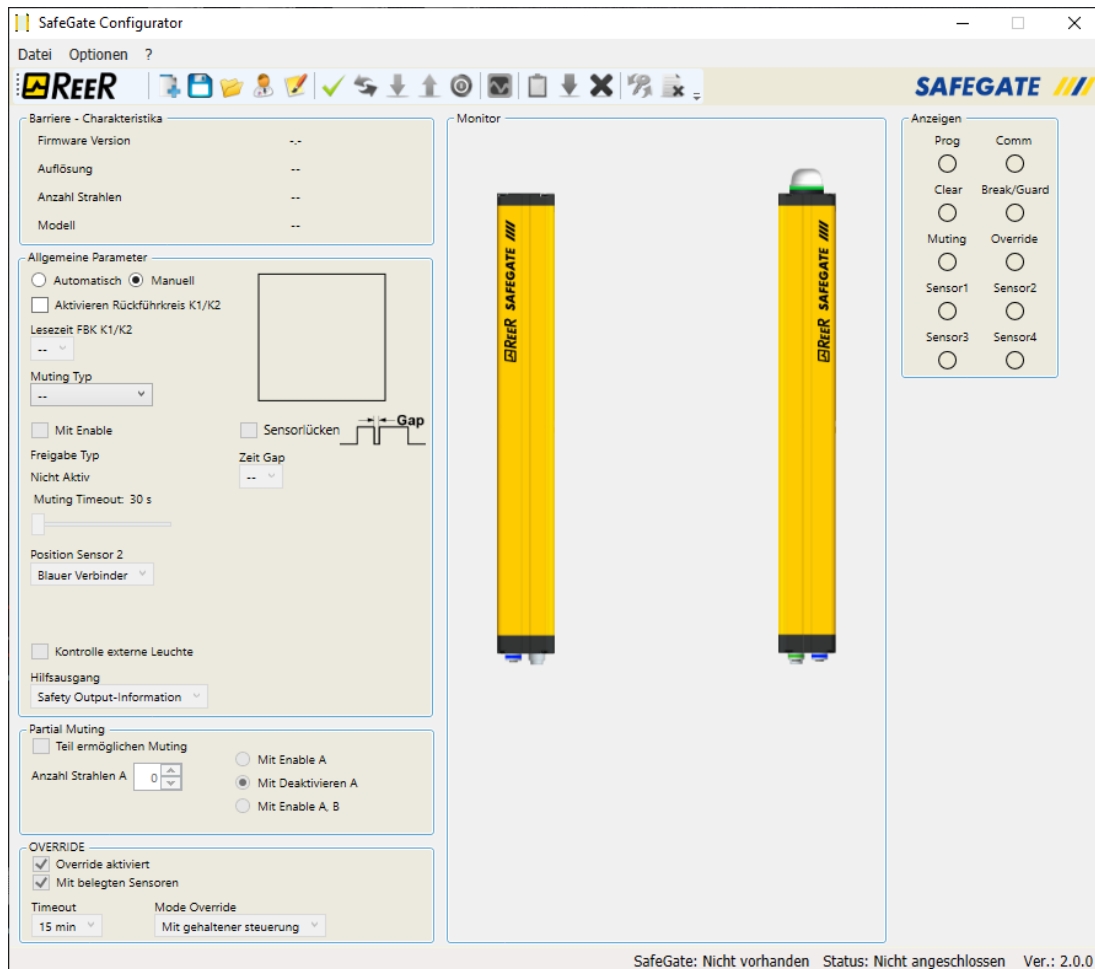 SafeGate Configurator
Datei Optionen ?
REER
SAFEGATE
Barriere - Charakteristika
Firmware Version -.-
Auflösung --
Anzahl Strahlen --
Modell --
Allgemeine Parameter
Automatisch Manuell
Aktivieren Rückführkreis K1/K2
Lesezeit FBK K1/K2
--
Muting Typ
--
Mit Enable
Sensorlücken
Gap
Freigabe Typ
Zeit Gap
Nicht Aktiv
--
Muting Timeout: 30 s
Position Sensor 2
Blauer Verbinder
Kontrolle externe Leuchte
Hilfsausgang
Safety Output-Information
Partial Muting
Teil ermöglichen Muting
Anzahl Strahlen A 0
Mit Enable A
Mit Deaktivieren A
Mit Enable A, B
OVERRIDE
Override aktiviert
Mit belegten Sensoren
Timeout Mode Override
15 min Mit gehaltener steuerung
Monitor
REER SAFEGATE
REER SAFEGATE
Anzeigen
Prog Comm
Clear Break/Guard
Muting Override
Sensor1 Sensor2
Sensor3 Sensor4
SafeGate: Nicht vorhanden Status: Nicht angeschlossen Ver.: 2.0.0